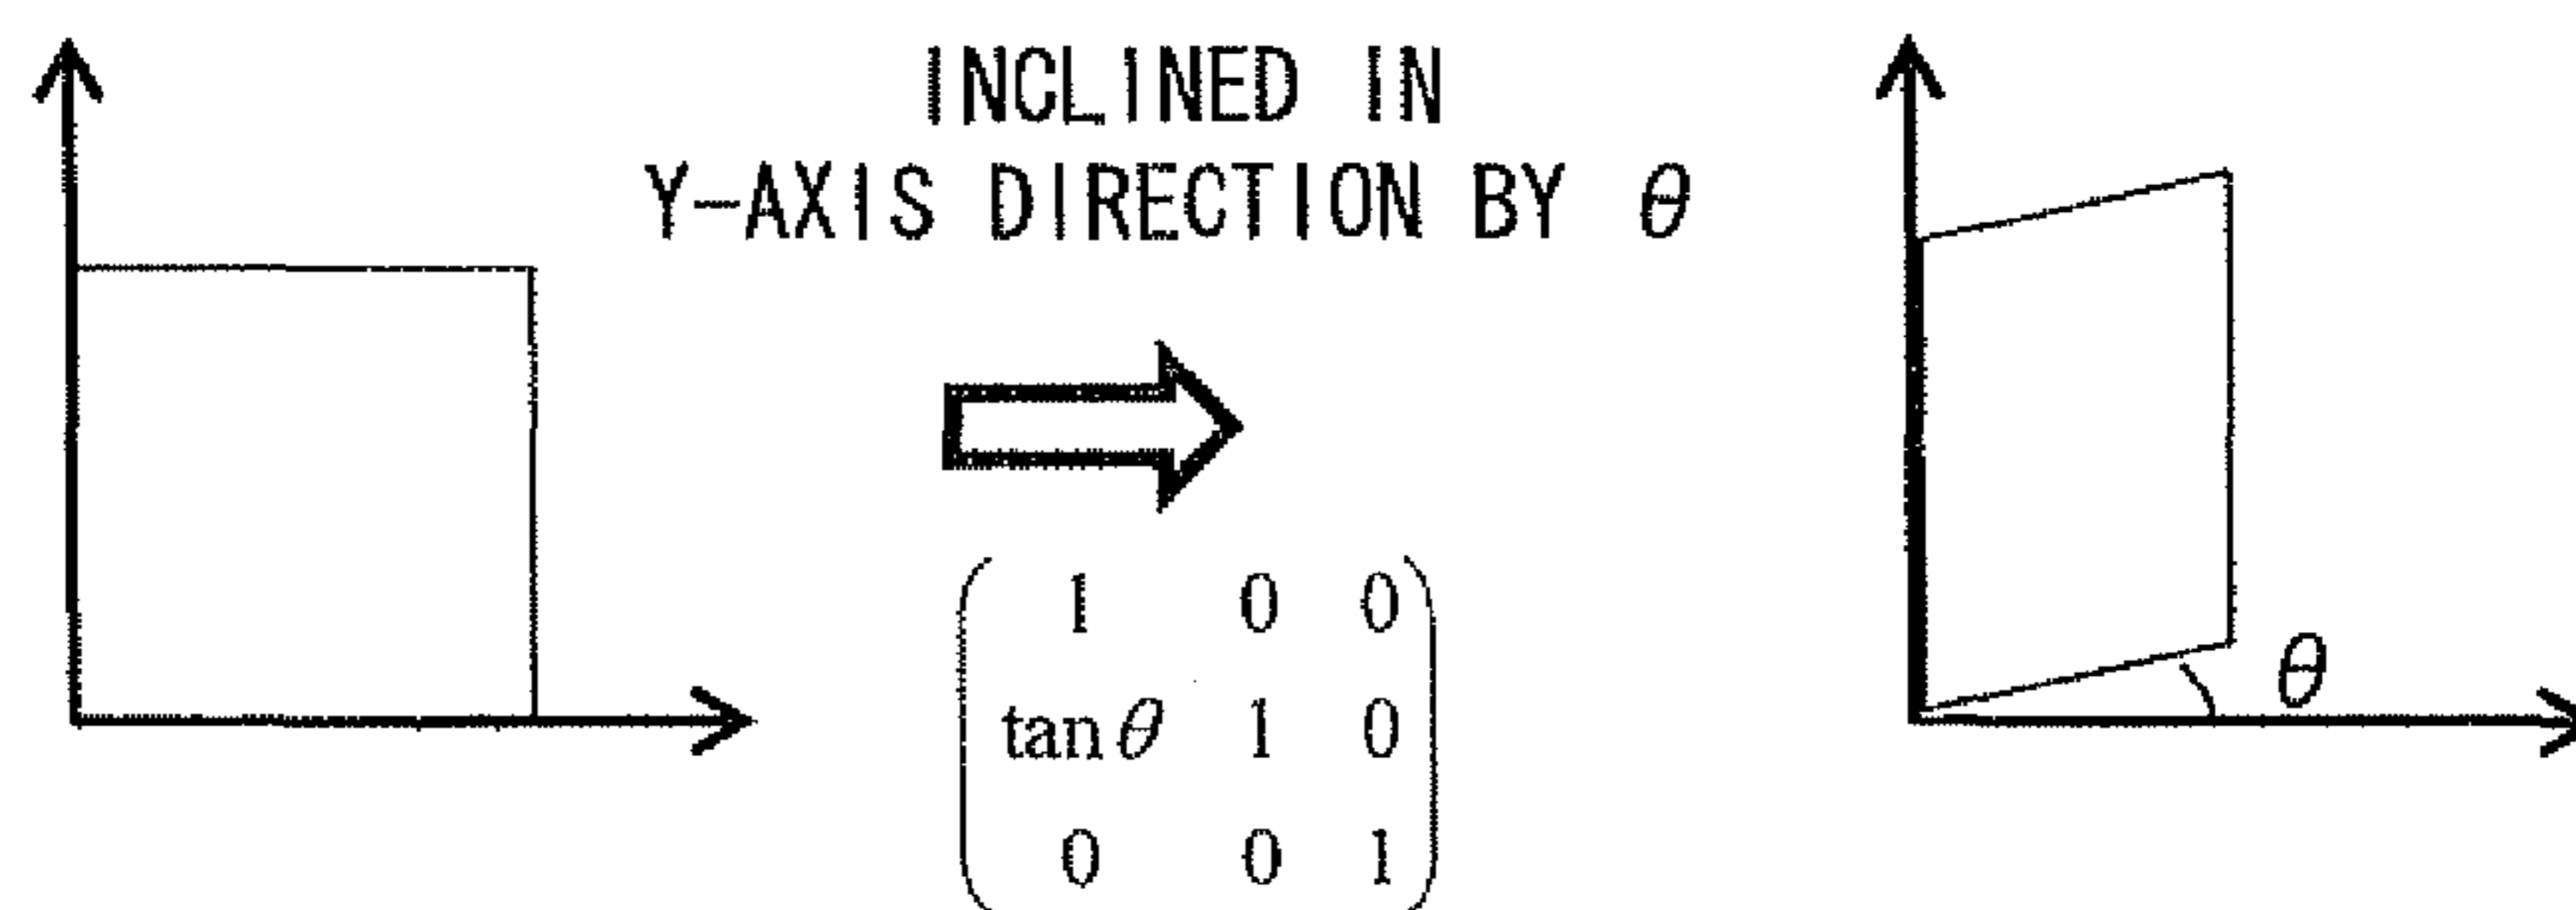 INCLINED IN
Y-AXIS DIRECTION BY θ
1 0 0
tanθ 1 0
0 0 1
θ